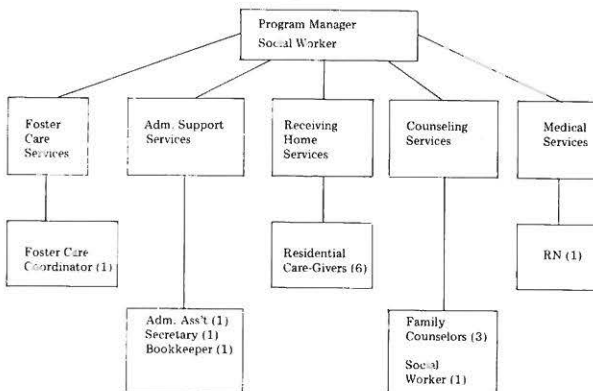 Program Manager
Social Worker
Foster
Care
Services
Adm. Support
Services
Receiving
Home
Services
Counseling
Services
Medical
Services
Foster Care
Coordinator (1)
Residential
Care-Givers (6)
RN (1)
Adm. Ass't (1)
Secretary (1)
Bookkeeper (1)
Family
Counselors (3)
Social
Worker (1)